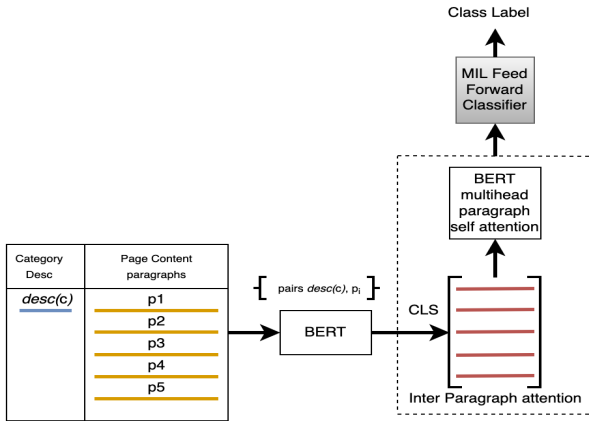 Class Label
MIL Feed
Forward
Classifier
BERT
multihead
paragraph
self attention
Category
Desc
Page Content
paragraphs
desc(c)
p1
p2
p3
p4
p5
pairs desc(c), pi
BERT
CLS
Inter Paragraph attention